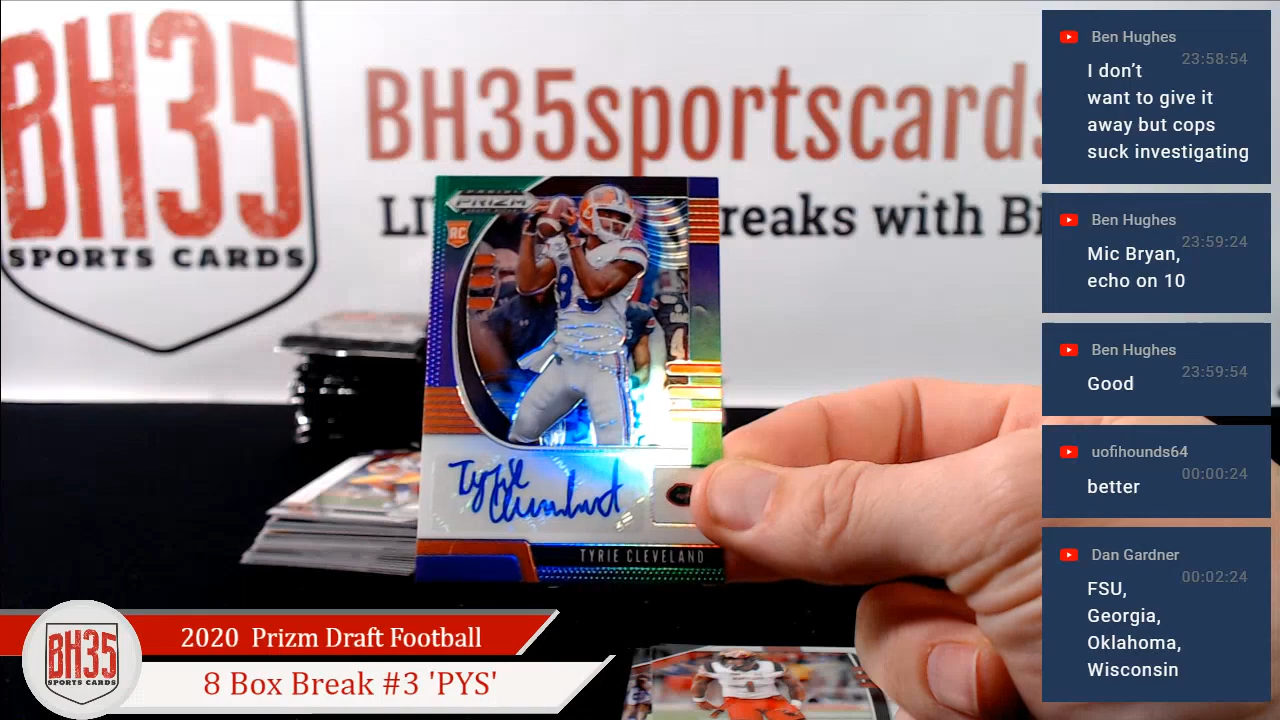 BH35
SPORTS CARDS
BH35sportscards
LI
reaks with B
PRIZM
RC
83
Tyrie Cleveland
TYRIE CLEVELAND
1
BH35
SPORTS CARDS
2020 Prizm Draft Football
8 Box Break #3 'PYS'
Ben Hughes
23:58:54
I don’t
want to give it
away but cops
suck investigating
Ben Hughes
23:59:24
Mic Bryan,
echo on 10
Ben Hughes
23:59:54
Good
uofihounds64
00:00:24
better
Dan Gardner
00:02:24
FSU,
Georgia,
Oklahoma,
Wisconsin